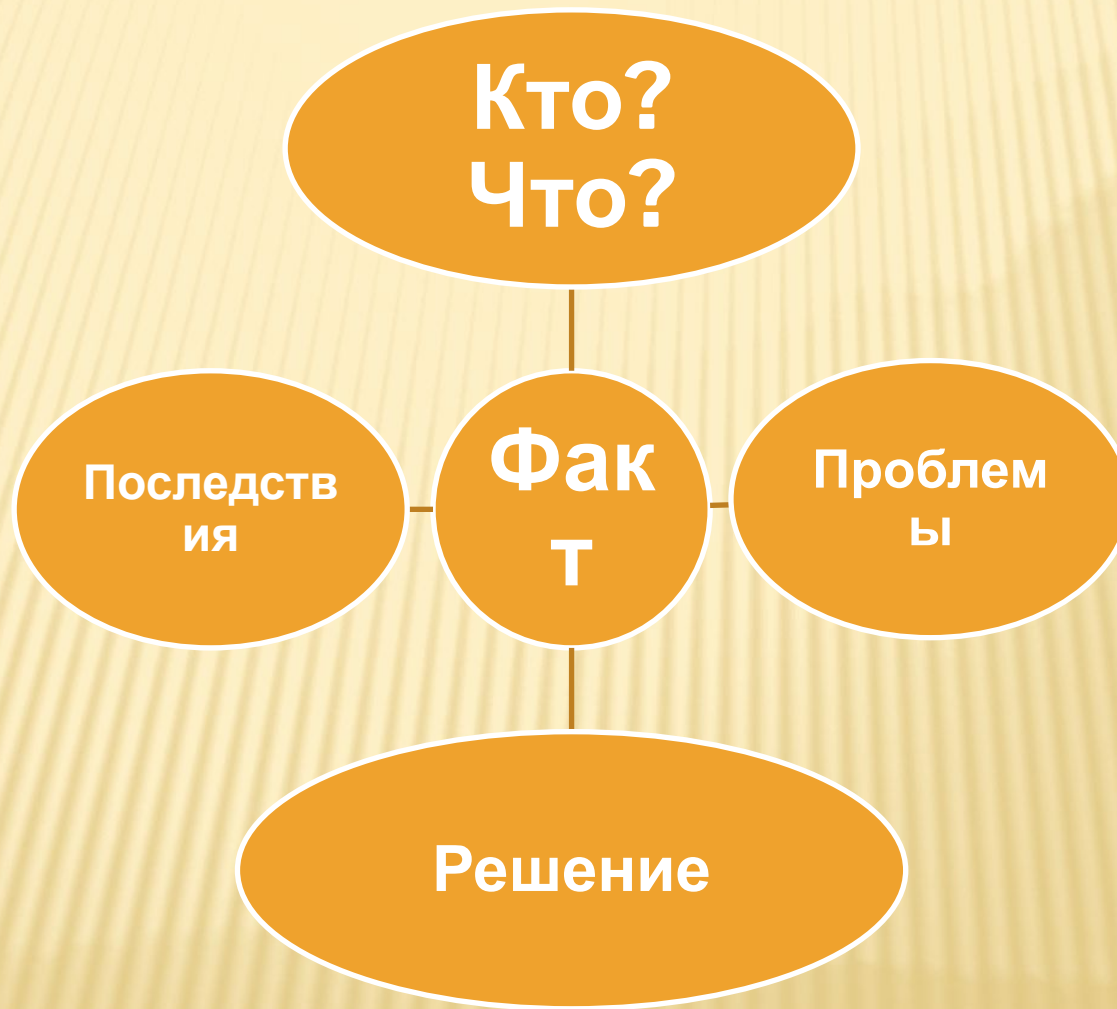 Кто?
Что?
Последств
ия
Фак
т
Проблем
ы
Решение